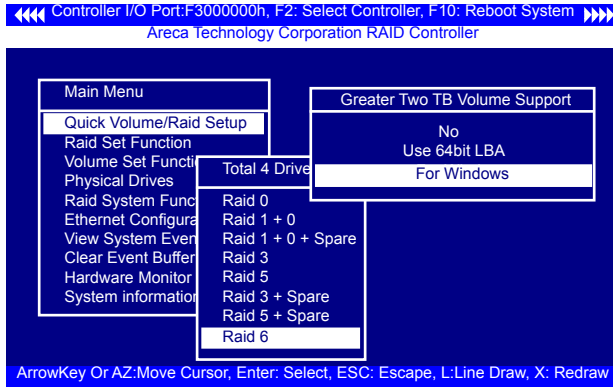 Controller I/O Port:F3000000h, F2: Select Controller, F10: Reboot System
Areca Technology Corporation RAID Controller
Main Menu
Quick Volume/Raid Setup
Raid Set Function
Volume Set Functi
Physical Drives
Raid System Func
Ethernet Configura
View System Even
Clear Event Buffer
Hardware Monitor
System information
Total 4 Drive
Raid 0
Raid 1 + 0
Raid 1 + 0 + Spare
Raid 3
Raid 5
Raid 3 + Spare
Raid 5 + Spare
Raid 6
Greater Two TB Volume Support
No
Use 64bit LBA
For Windows
ArrowKey Or AZ:Move Cursor, Enter: Select, ESC: Escape, L:Line Draw, X: Redraw